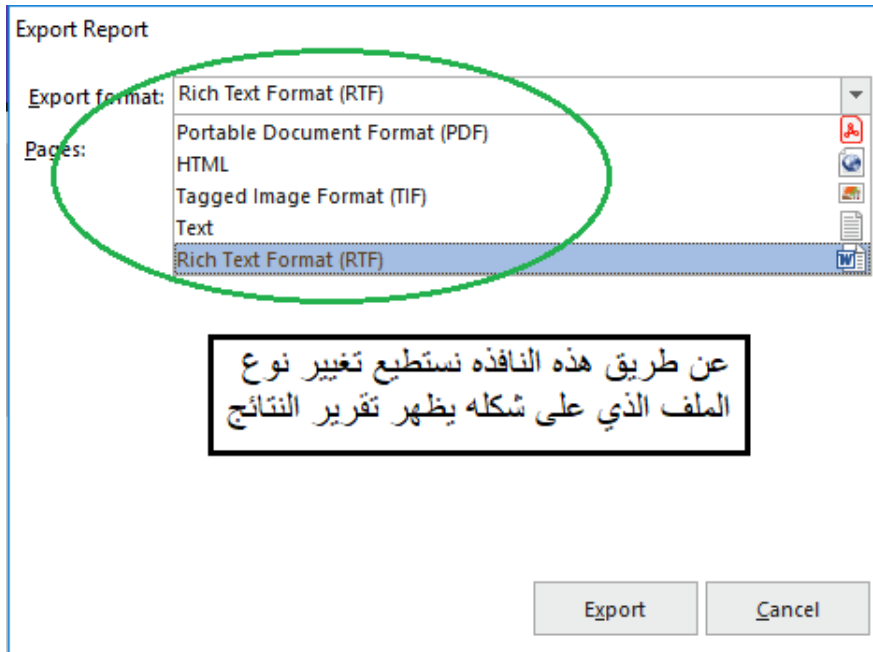 Export Report
Export format: Rich Text Format (RTF)
Pages:
Portable Document Format (PDF)
HTML
Tagged Image Format (TIF)
Text
Rich Text Format (RTF)
عن طريق هذه النافذه نستطيع تغيير نوع
الملف الذي على شكله يظهر تقرير النتائج
Export
Cancel